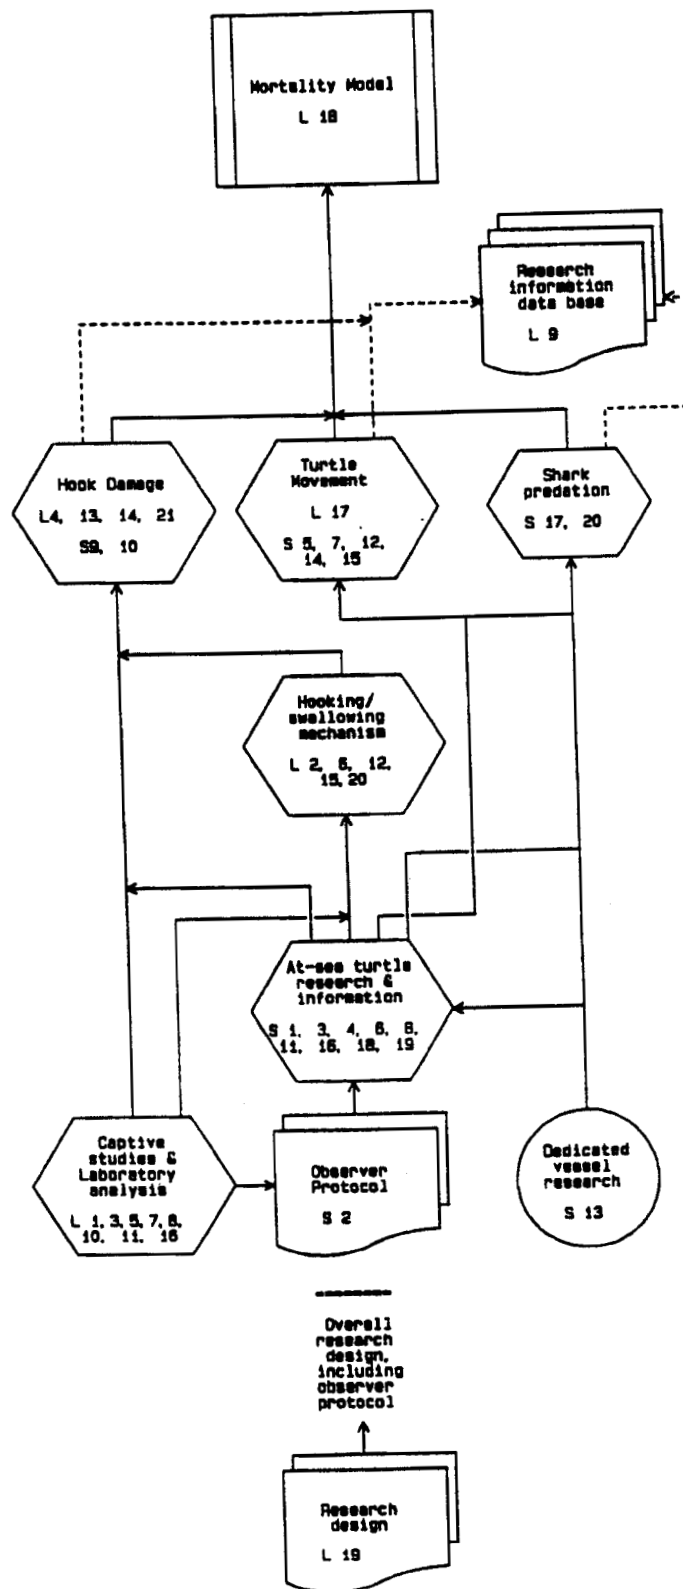 Mortality Model
L 18
Research
information
data base
L 9
Hook Damage
L4, 13, 14, 21
S9, 10
Turtle
Movement
L 17
S 5, 7, 12,
14, 15
Shark
predation
S 17, 20
Hooking/
swallowing
mechanism
L 2, 6, 12,
15, 20
At-sea turtle
research &
information
S 1, 3, 4, 6, 8,
11, 16, 18, 19
Captive
studies &
Laboratory
analysis
L 1, 3, 5, 7, 8,
10, 11, 16
Observer
Protocol
S 2
Dedicated
vessel
research
S 13
Overall
research
design,
including
observer
protocol
Research
design
L 19